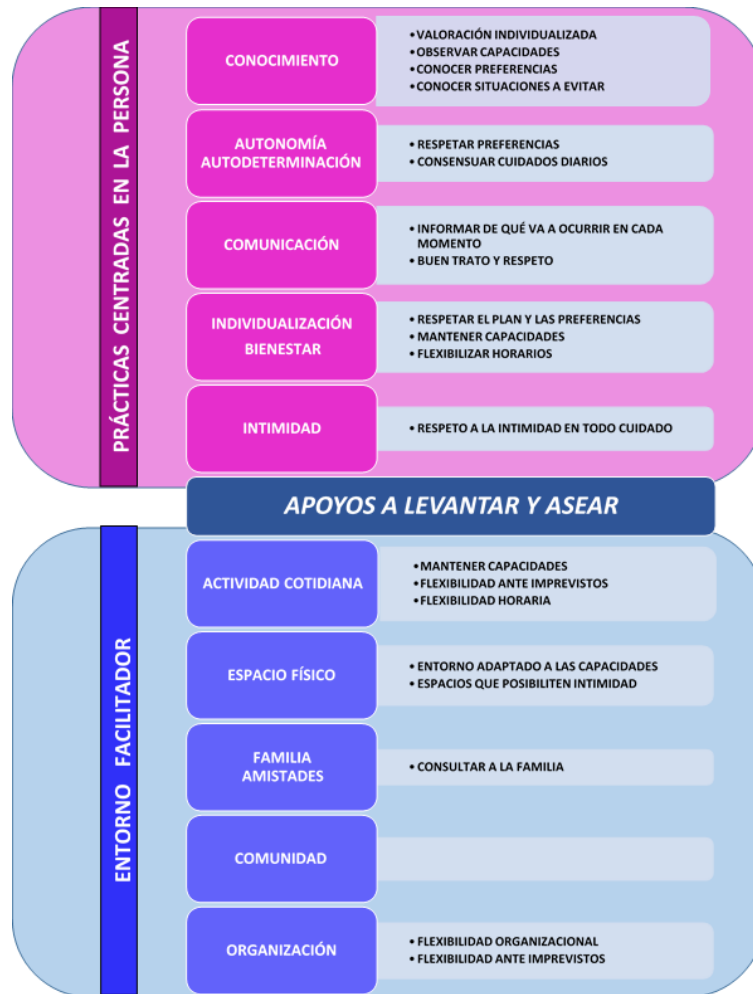 PRÁCTICAS CENTRADAS EN LA PERSONA
CONOCIMIENTO
• VALORACIÓN INDIVIDUALIZADA
• OBSERVAR CAPACIDADES
• CONOCER PREFERENCIAS
• CONOCER SITUACIONES A EVITAR
AUTONOMÍA
AUTODETERMINACIÓN
• RESPETAR PREFERENCIAS
• CONSENSUAR CUIDADOS DIARIOS
COMUNICACIÓN
• INFORMAR DE QUÉ VA A OCURRIR EN CADA
MOMENTO
• BUEN TRATO Y RESPETO
INDIVIDUALIZACIÓN
BIENESTAR
• RESPETAR EL PLAN Y LAS PREFERENCIAS
• MANTENER CAPACIDADES
• FLEXIBILIZAR HORARIOS
INTIMIDAD
• RESPETO A LA INTIMIDAD EN TODO CUIDADO
APOYOS A LEVANTAR Y ASEAR
ENTORNO FACILITADOR
ACTIVIDAD COTIDIANA
• MANTENER CAPACIDADES
• FLEXIBILIDAD ANTE IMPREVISTOS
• FLEXIBILIDAD HORARIA
ESPACIO FÍSICO
• ENTORNO ADAPTADO A LAS CAPACIDADES
• ESPACIOS QUE POSIBILITEN INTIMIDAD
FAMILIA
AMISTADES
• CONSULTAR A LA FAMILIA
COMUNIDAD
ORGANIZACIÓN
• FLEXIBILIDAD ORGANIZACIONAL
• FLEXIBILIDAD ANTE IMPREVISTOS